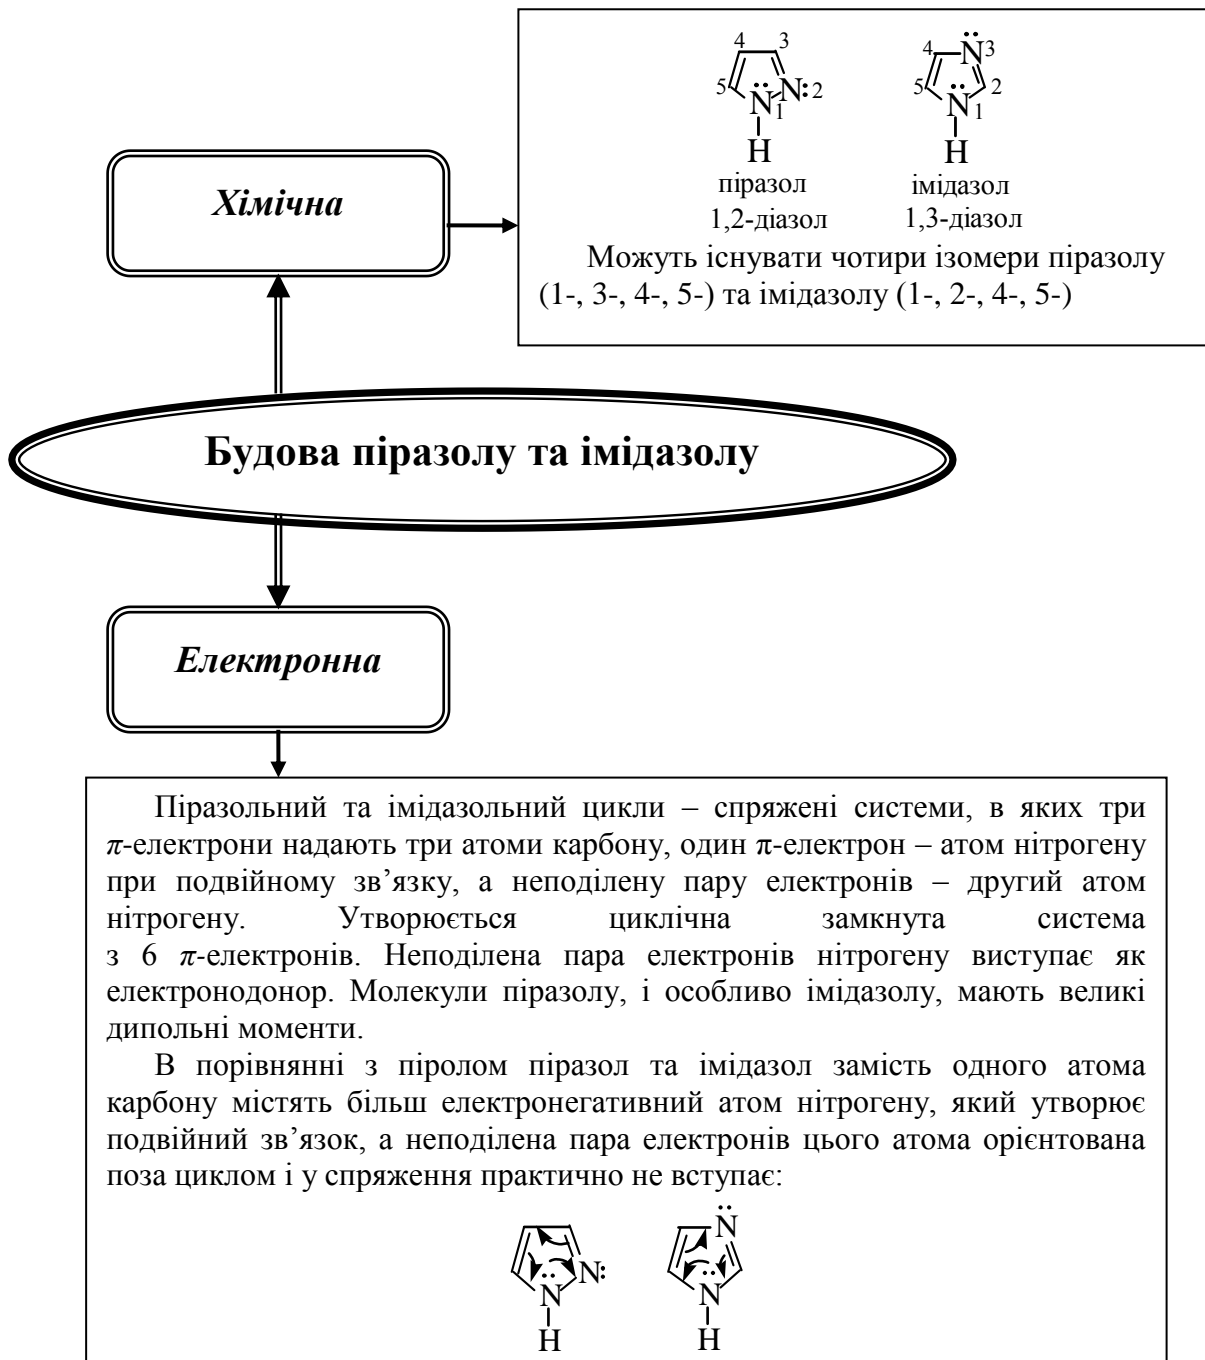 4 3
5 N: 2
N 1
H
піразол
1,2-діазол
4 N 3
5 2
N 1
H
імідазол
1,3-діазол
Можуть існувати чотири ізомери піразолу
(1-, 3-, 4-, 5-) та імідазолу (1-, 2-, 4-, 5-)
Хімічна
Будова піразолу та імідазолу
Електронна
Піразольний та імідазольний цикли – спряжені системи, в яких три
π-електрони надають три атоми карбону, один π-електрон – атом нітрогену
при подвійному зв’язку, а неподілену пару електронів – другий атом
нітрогену. Утворюється циклічна замкнута система
з 6 π-електронів. Неподілена пара електронів нітрогену виступає як
електронодонор. Молекули піразолу, і особливо імідазолу, мають великі
дипольні моменти.
В порівнянні з піролом піразол та імідазол замість одного атома
карбону містять більш електронегативний атом нітрогену, який утворює
подвійний зв’язок, а неподілена пара електронів цього атома орієнтована
поза циклом і у спряження практично не вступає:
N:
N
H
N
N
H